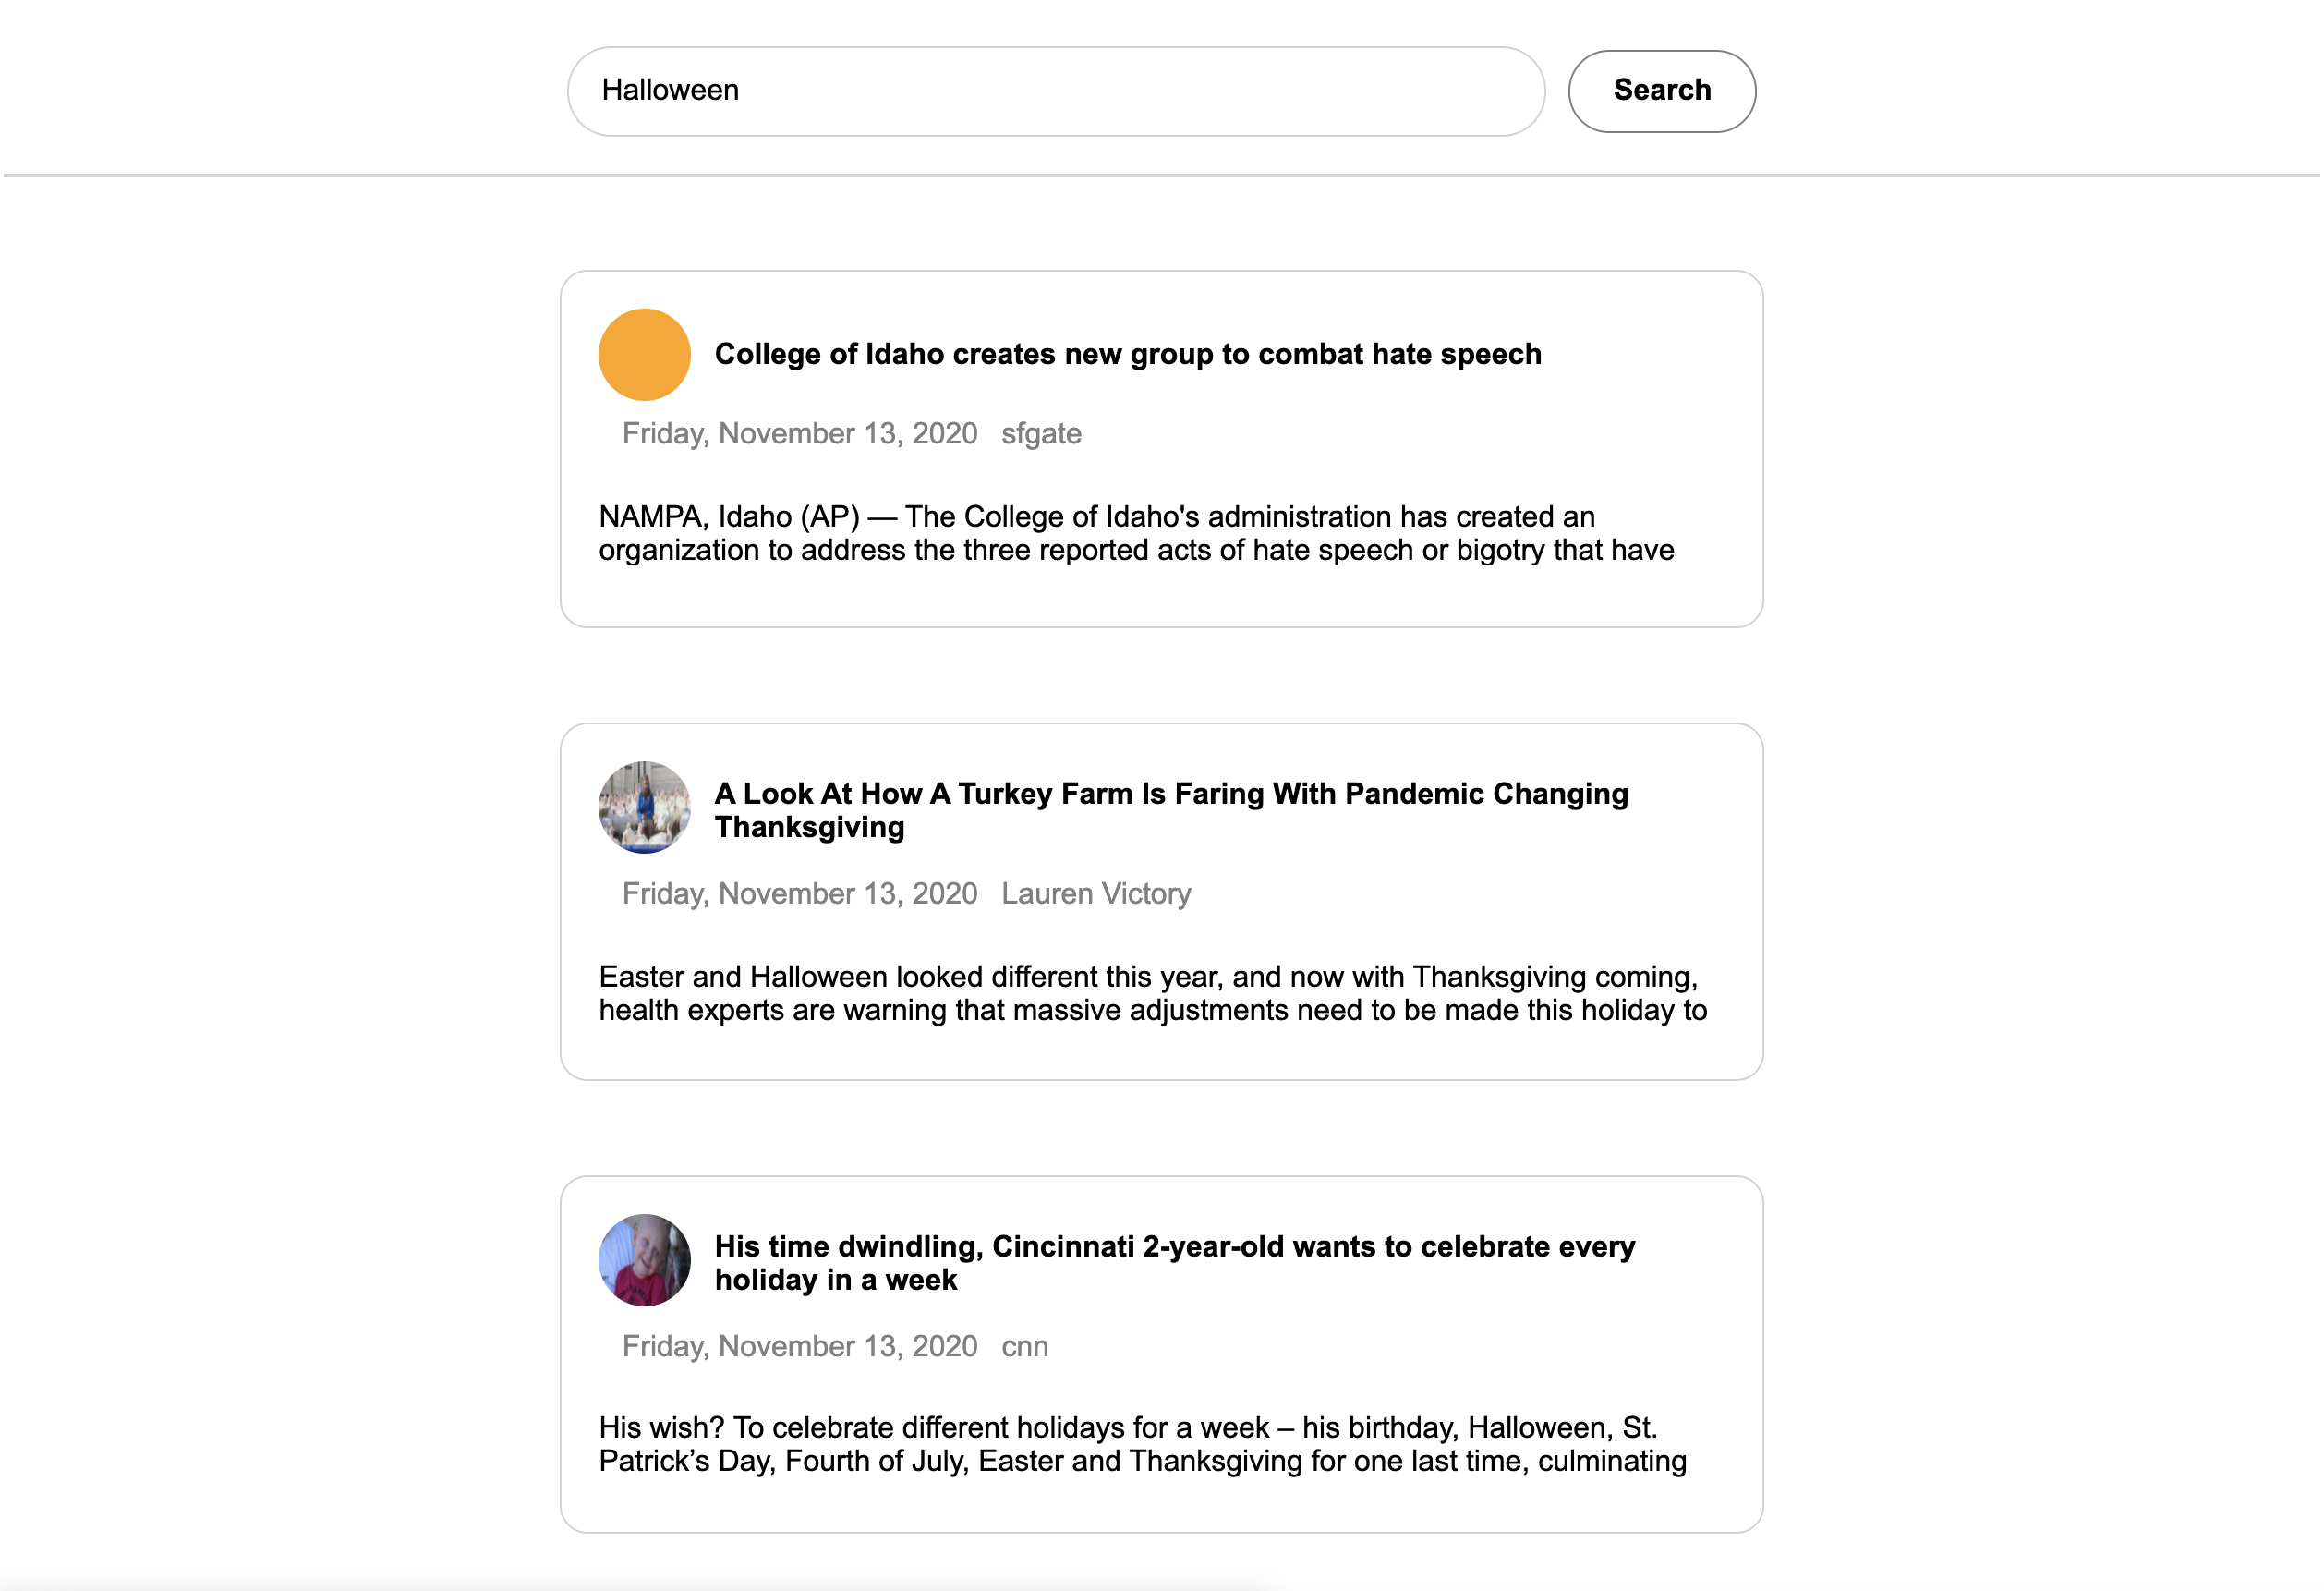 Halloween
Search
College of Idaho creates new group to combat hate speech
Friday, November 13, 2020 sfgate
NAMPA, Idaho (AP) — The College of Idaho's administration has created an
organization to address the three reported acts of hate speech or bigotry that have
A Look At How A Turkey Farm Is Faring With Pandemic Changing
Thanksgiving
Friday, November 13, 2020 Lauren Victory
Easter and Halloween looked different this year, and now with Thanksgiving coming,
health experts are warning that massive adjustments need to be made this holiday to
His time dwindling, Cincinnati 2-year-old wants to celebrate every
holiday in a week
Friday, November 13, 2020 cnn
His wish? To celebrate different holidays for a week – his birthday, Halloween, St.
Patrick’s Day, Fourth of July, Easter and Thanksgiving for one last time, culminating